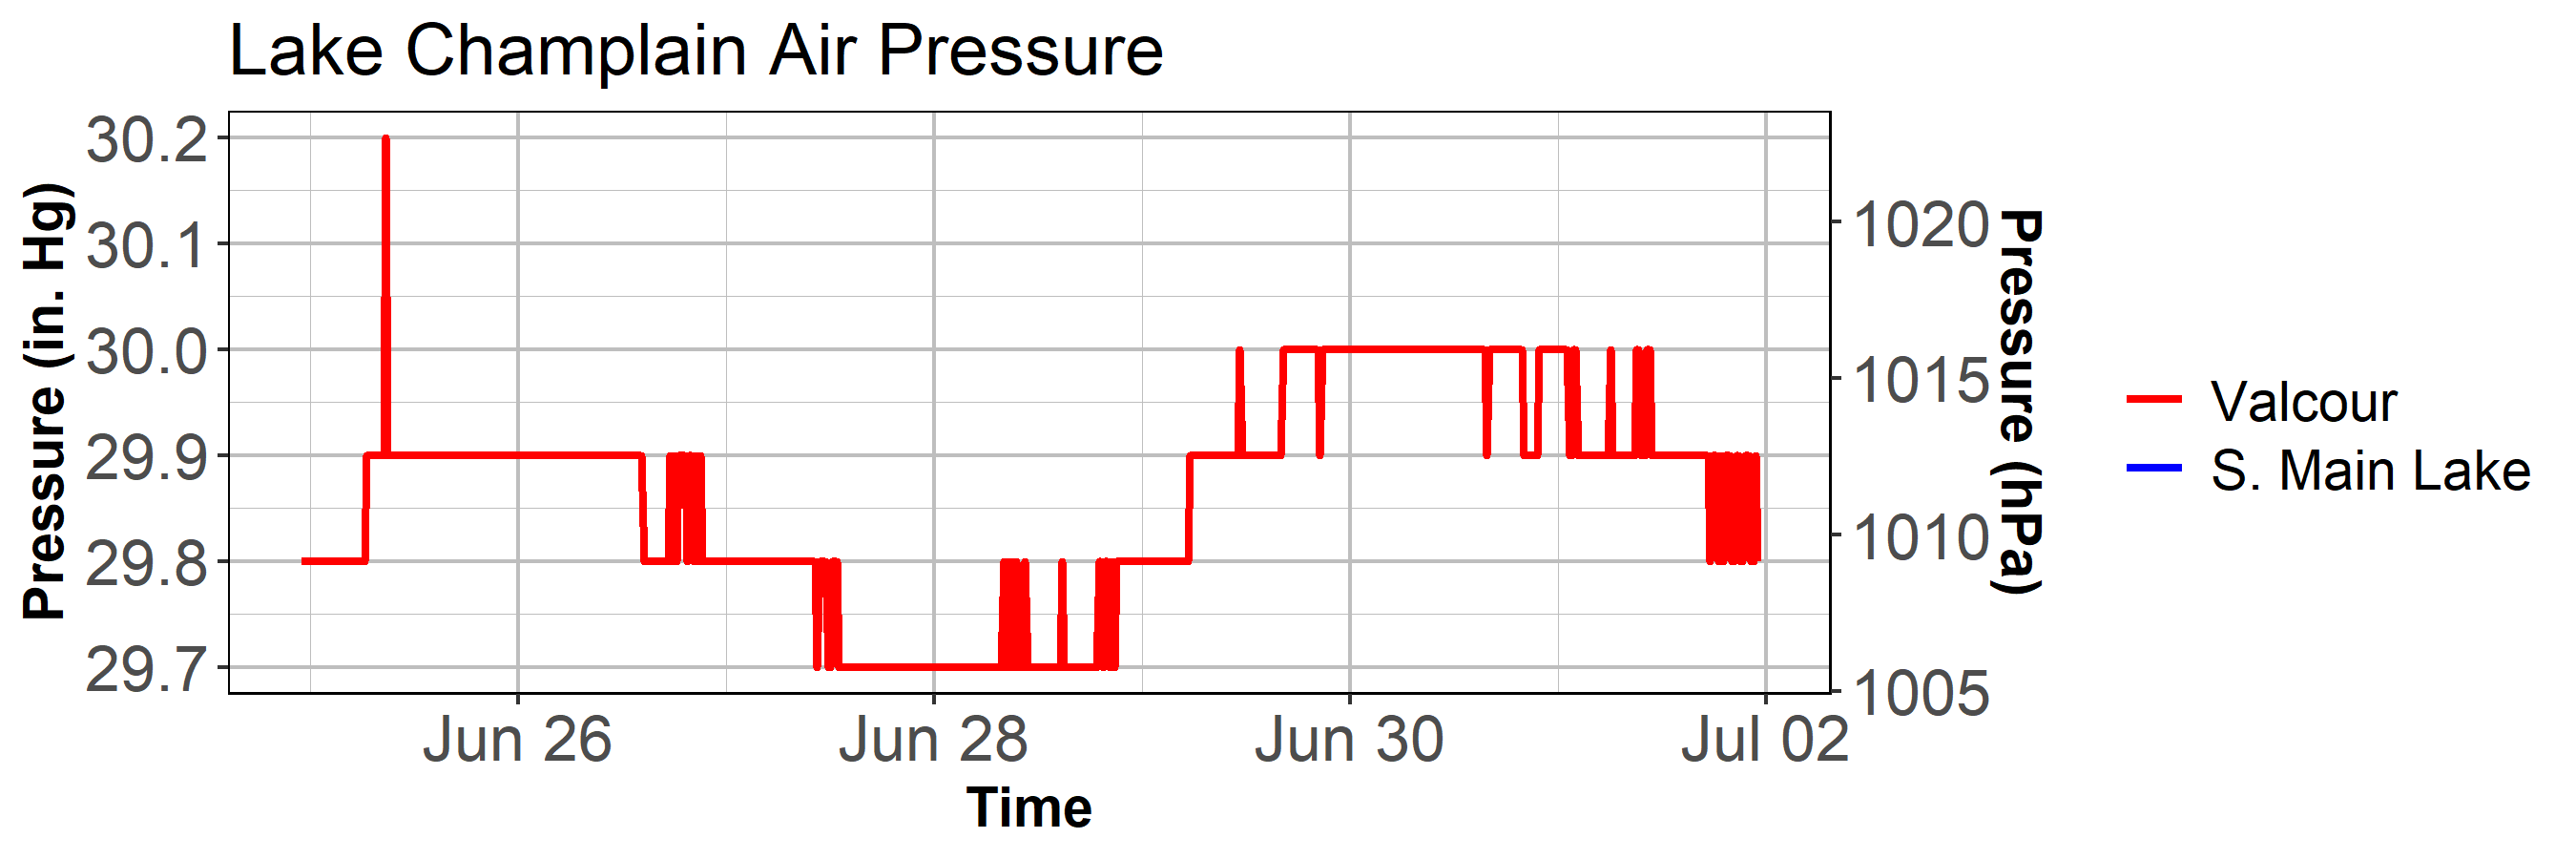 Lake Champlain Air Pressure
Pressure (in. Hg)
30.2
30.1
30.0
29.9
29.8
29.7
1020
1015
1010
1005
Pressure (hPa)
Jun 26
Jun 28
Jun 30
Jul 02
Time
Valcour
S. Main Lake